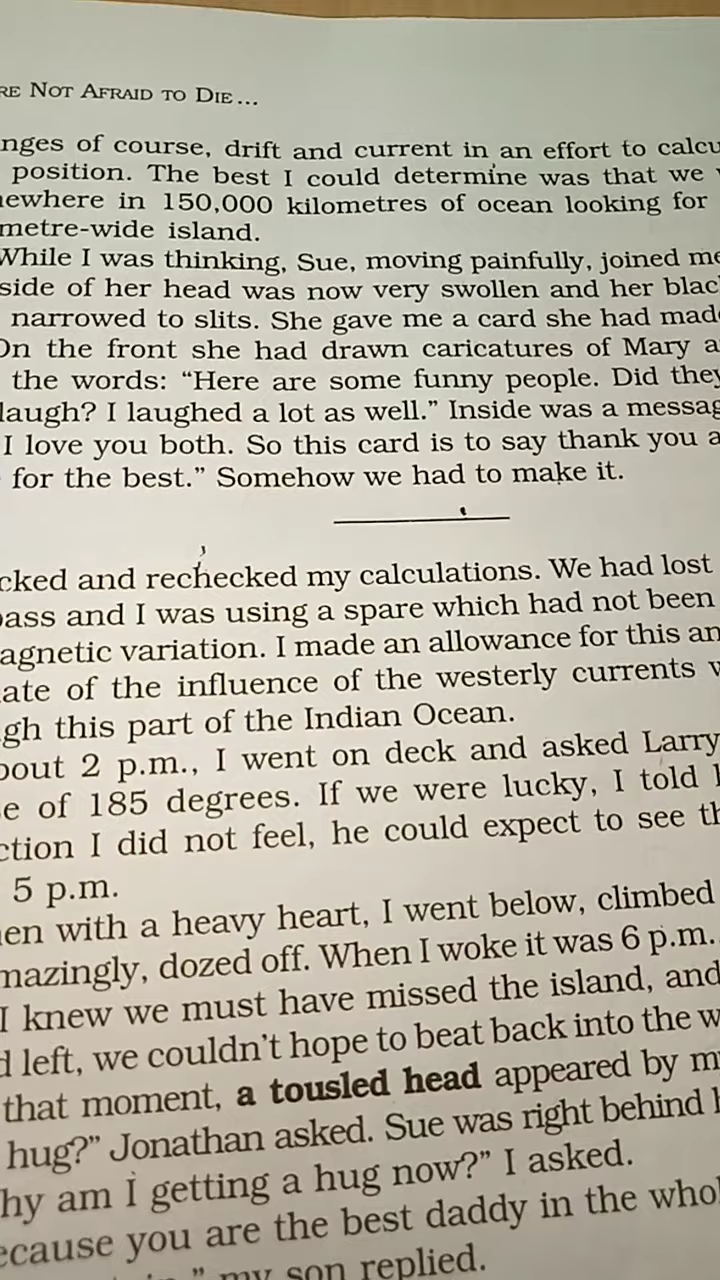 RE NOT AFRAID TO DIE...
nges of course, drift and current in an effort to calcu
position. The best I could determine was that we
ewhere in 150,000 kilometres of ocean looking for
metre-wide island.
While I was thinking, Sue, moving painfully, joined me
side of her head was now very swollen and her blac
narrowed to slits. She gave me a card she had made
On the front she had drawn caricatures of Mary a
the words: “Here are some funny people. Did they
laugh? I laughed a lot as well.” Inside was a messag
I love you both. So this card is to say thank you a
for the best.” Somehow we had to make it.
cked and rechecked my calculations. We had lost
ass and I was using a spare which had not been
agnetic variation. I made an allowance for this an
ate of the influence of the westerly currents w
gh this part of the Indian Ocean.
bout 2 p.m., I went on deck and asked Larry
e of 185 degrees. If we were lucky, I told
ction I did not feel, he could expect to see th
5 p.m.
en with a heavy heart, I went below, climbed
mazingly, dozed off. When I woke it was 6 p.m.
I knew we must have missed the island, and
d left, we couldn’t hope to beat back into the w
that moment, a tousled head appeared by m
hug?” Jonathan asked. Sue was right behind
hy am I getting a hug now?” I asked.
ecause you are the best daddy in the whol
” my son replied.